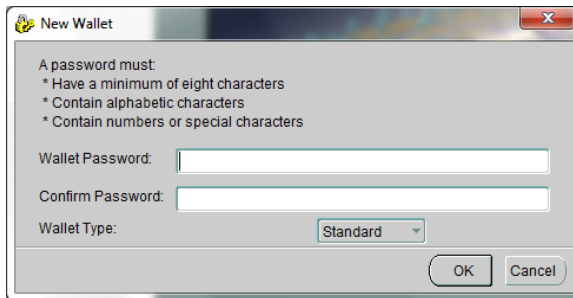 New Wallet
A password must:
* Have a minimum of eight characters
* Contain alphabetic characters
* Contain numbers or special characters
Wallet Password:
Confirm Password:
Wallet Type: Standard
OK Cancel